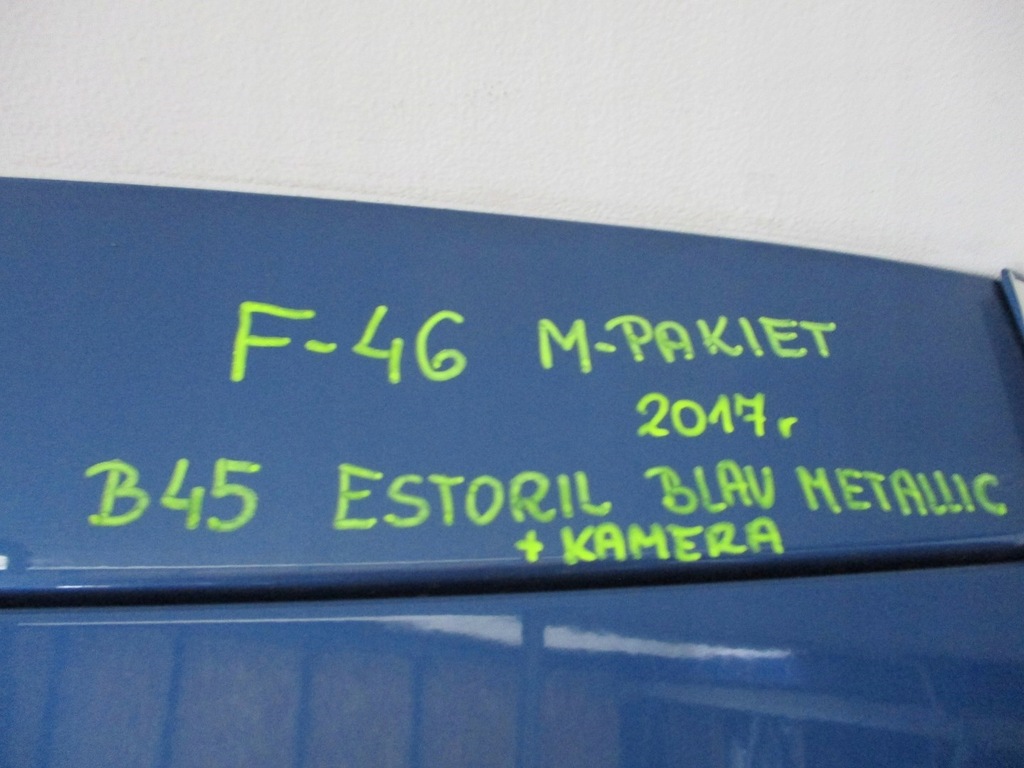 F-46 M-PAKIET
2017r
B45 ESTORIL BLAU METALLIC
+ KAMERA